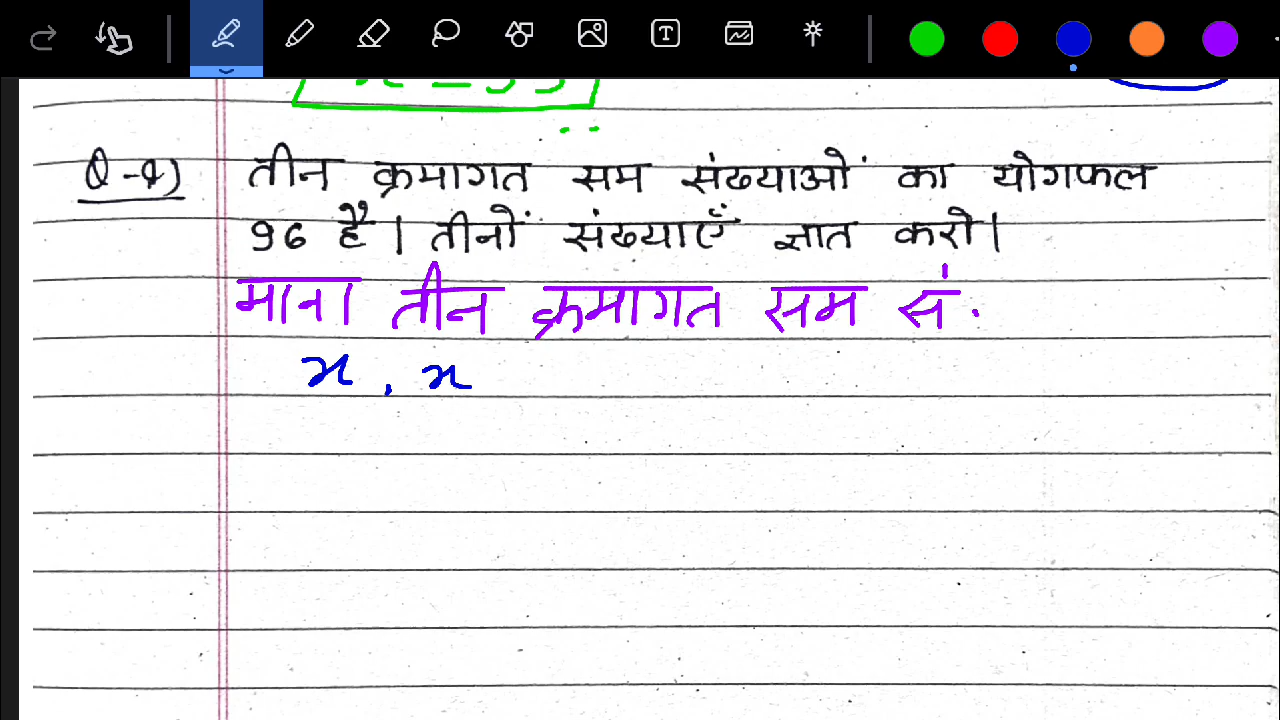 Q-4) तीन क्रमागत सम संख्याओं का योगफल
96 है। तीनों संख्याएँ ज्ञात करो।
माना तीन क्रमागत सम सं.
x, x